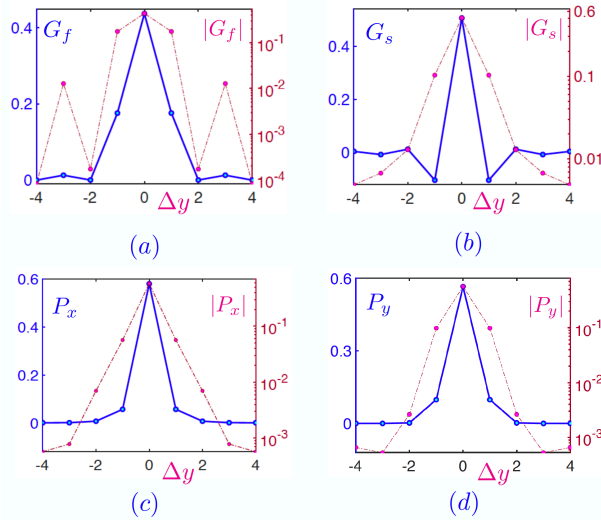 G_f |G_f|
0.4
0.2
0
10^{-1}
10^{-2}
10^{-3}
10^{-4}
-4 -2 0 2 4
Δy
(a)
G_s |G_s|
0.4
0.3
0.2
0.1
0
0.6
0.1
0.01
-4 -2 0 2 4
Δy
(b)
P_x |P_x|
0.6
0.4
0.2
0
10^{-1}
10^{-2}
10^{-3}
-4 -2 0 2 4
Δy
(c)
P_y |P_y|
0.6
0.3
0
10^{-1}
10^{-2}
10^{-3}
-4 -2 0 2 4
Δy
(d)